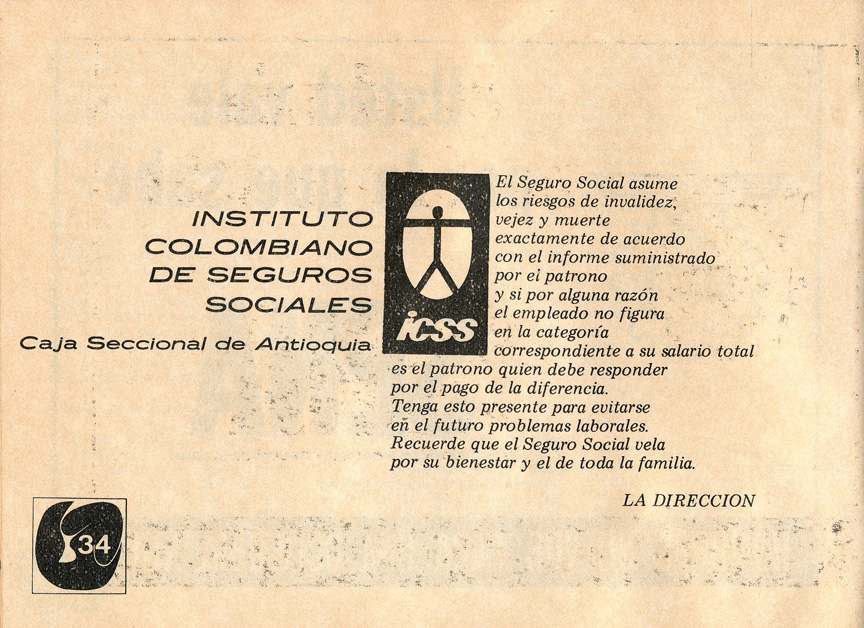 INSTITUTO
COLOMBIANO
DE SEGUROS
SOCIALES
Caja Seccional de Antioquia
icss
El Seguro Social asume
los riesgos de invalidez,
vejez y muerte
exactamente de acuerdo
con el informe suministrado
por el patrono
y si por alguna razón
el empleado no figura
en la categoría
correspondiente a su salario total
es el patrono quien debe responder
por el pago de la diferencia.
Tenga esto presente para evitarse
en el futuro problemas laborales.
Recuerde que el Seguro Social vela
por su bienestar y el de toda la familia.
LA DIRECCION
34